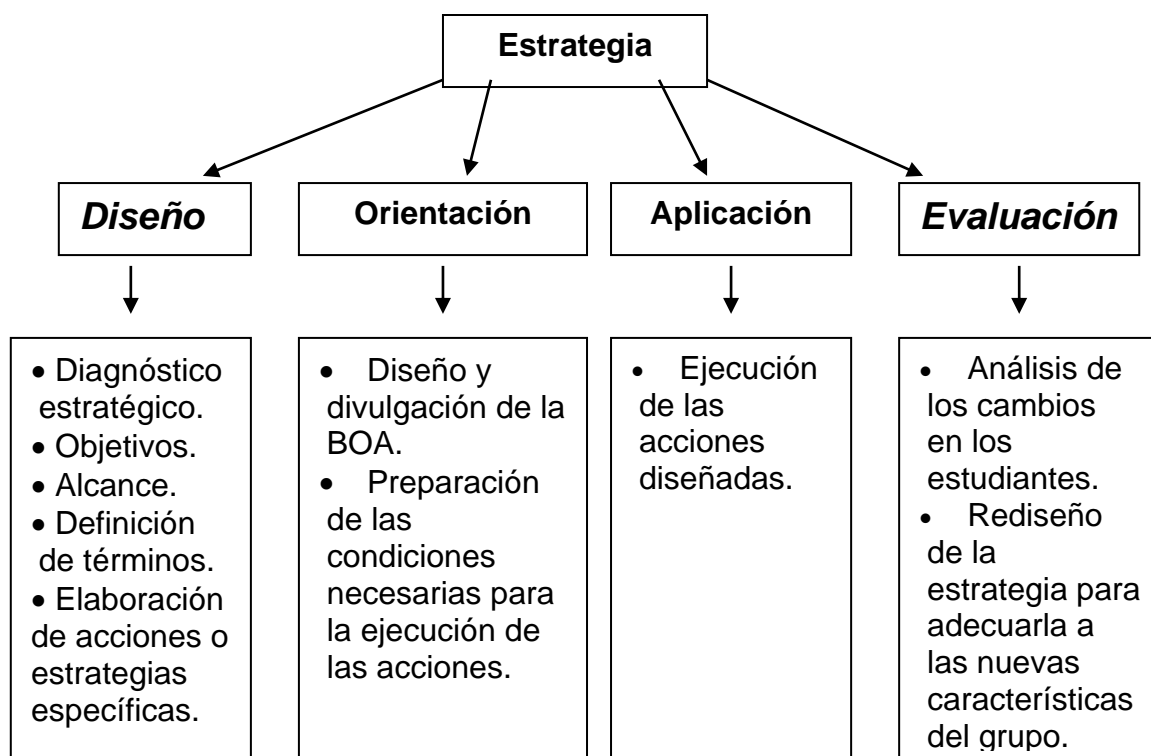 Estrategia
Diseño
Orientación
Aplicación
Evaluación
• Diagnóstico
estratégico.
• Objetivos.
• Alcance.
• Definición
de términos.
• Elaboración
de acciones o
estrategias
específicas.
• Diseño y
divulgación de la
BOA.
• Preparación
de las
condiciones
necesarias para
la ejecución de
las acciones.
• Ejecución
de las
acciones
diseñadas.
• Análisis de
los cambios
en los
estudiantes.
• Rediseño
de la
estrategia para
adecuarla a
las nuevas
características
del grupo.